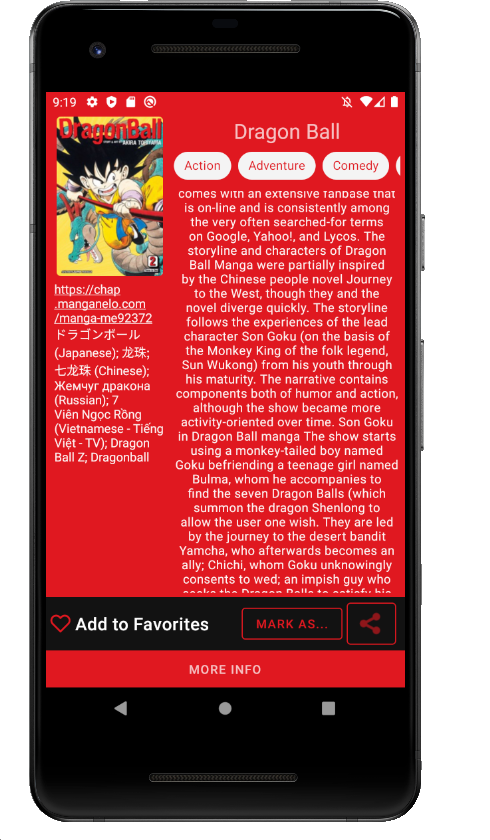 9:19
DragonBall
AKIRA TORIYAMA
2
Dragon Ball
Action
Adventure
Comedy
https://chap
.manganelo.com
/manga-me92372
ドラゴンボール
(Japanese); 龙珠;
七龙珠 (Chinese);
Жемчуг дракона
(Russian); 7
Viên Ngọc Rồng
(Vietnamese - Tiếng
Việt - TV); Dragon
Ball Z; Dragonball
comes with an extensive fanbase that
is on-line and is consistently among
the very often searched-for terms
on Google, Yahoo!, and Lycos. The
storyline and characters of Dragon
Ball Manga were partially inspired
by the Chinese people novel Journey
to the West, though they and the
novel diverge quickly. The storyline
follows the experiences of the lead
character Son Goku (on the basis of
the Monkey King of the folk legend,
Sun Wukong) from his youth through
his maturity. The narrative contains
components both of humor and action,
although the show became more
activity-oriented over time. Son Goku
in Dragon Ball manga The show starts
using a monkey-tailed boy named
Goku befriending a teenage girl named
Bulma, whom he accompanies to
find the seven Dragon Balls (which
summon the dragon Shenlong to
allow the user one wish. They are led
by the journey to the desert bandit
Yamcha, who afterwards becomes an
ally; Chichi, whom Goku unknowingly
consents to wed; an impish guy who
seeks the Dragon Balls to satisfy his
Add to Favorites
MARK AS...
MORE INFO